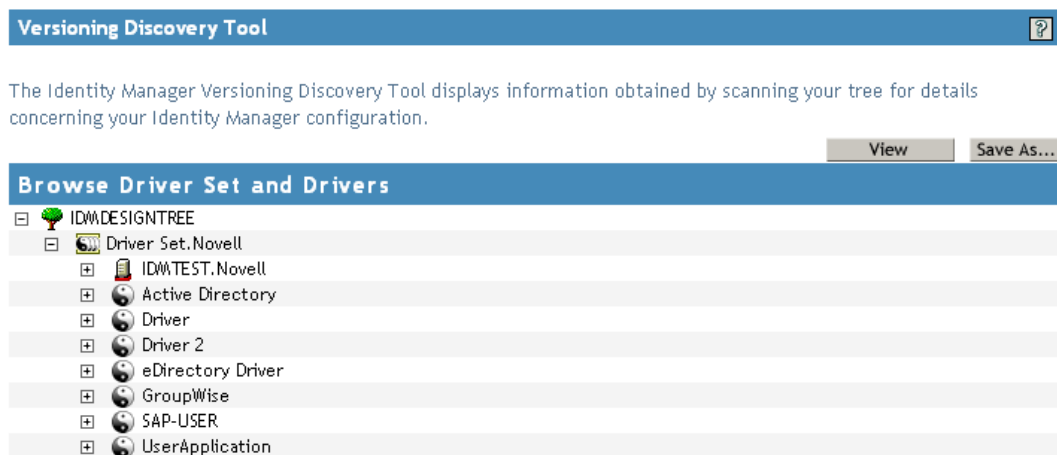 Versioning Discovery Tool
?
The Identity Manager Versioning Discovery Tool displays information obtained by scanning your tree for details
concerning your Identity Manager configuration.
View Save As...
Browse Driver Set and Drivers
IDMDESIGNTREE
Driver Set.Novell
IDMTEST.Novell
Active Directory
Driver
Driver 2
eDirectory Driver
GroupWise
SAP-USER
UserApplication